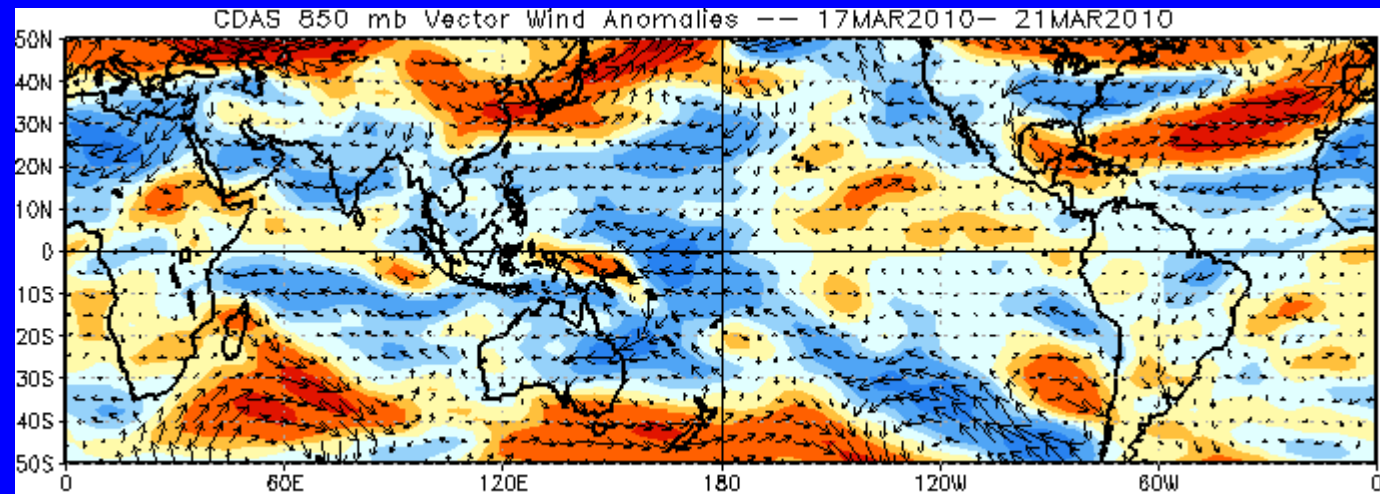 CDAS 850 mb Vector Wind Anomalies -- 17MAR2010- 21MAR2010
50N
40N
30N
20N
10N
0
10S
20S
30S
40S
50S
0 60E 120E 180 120W 60W 0